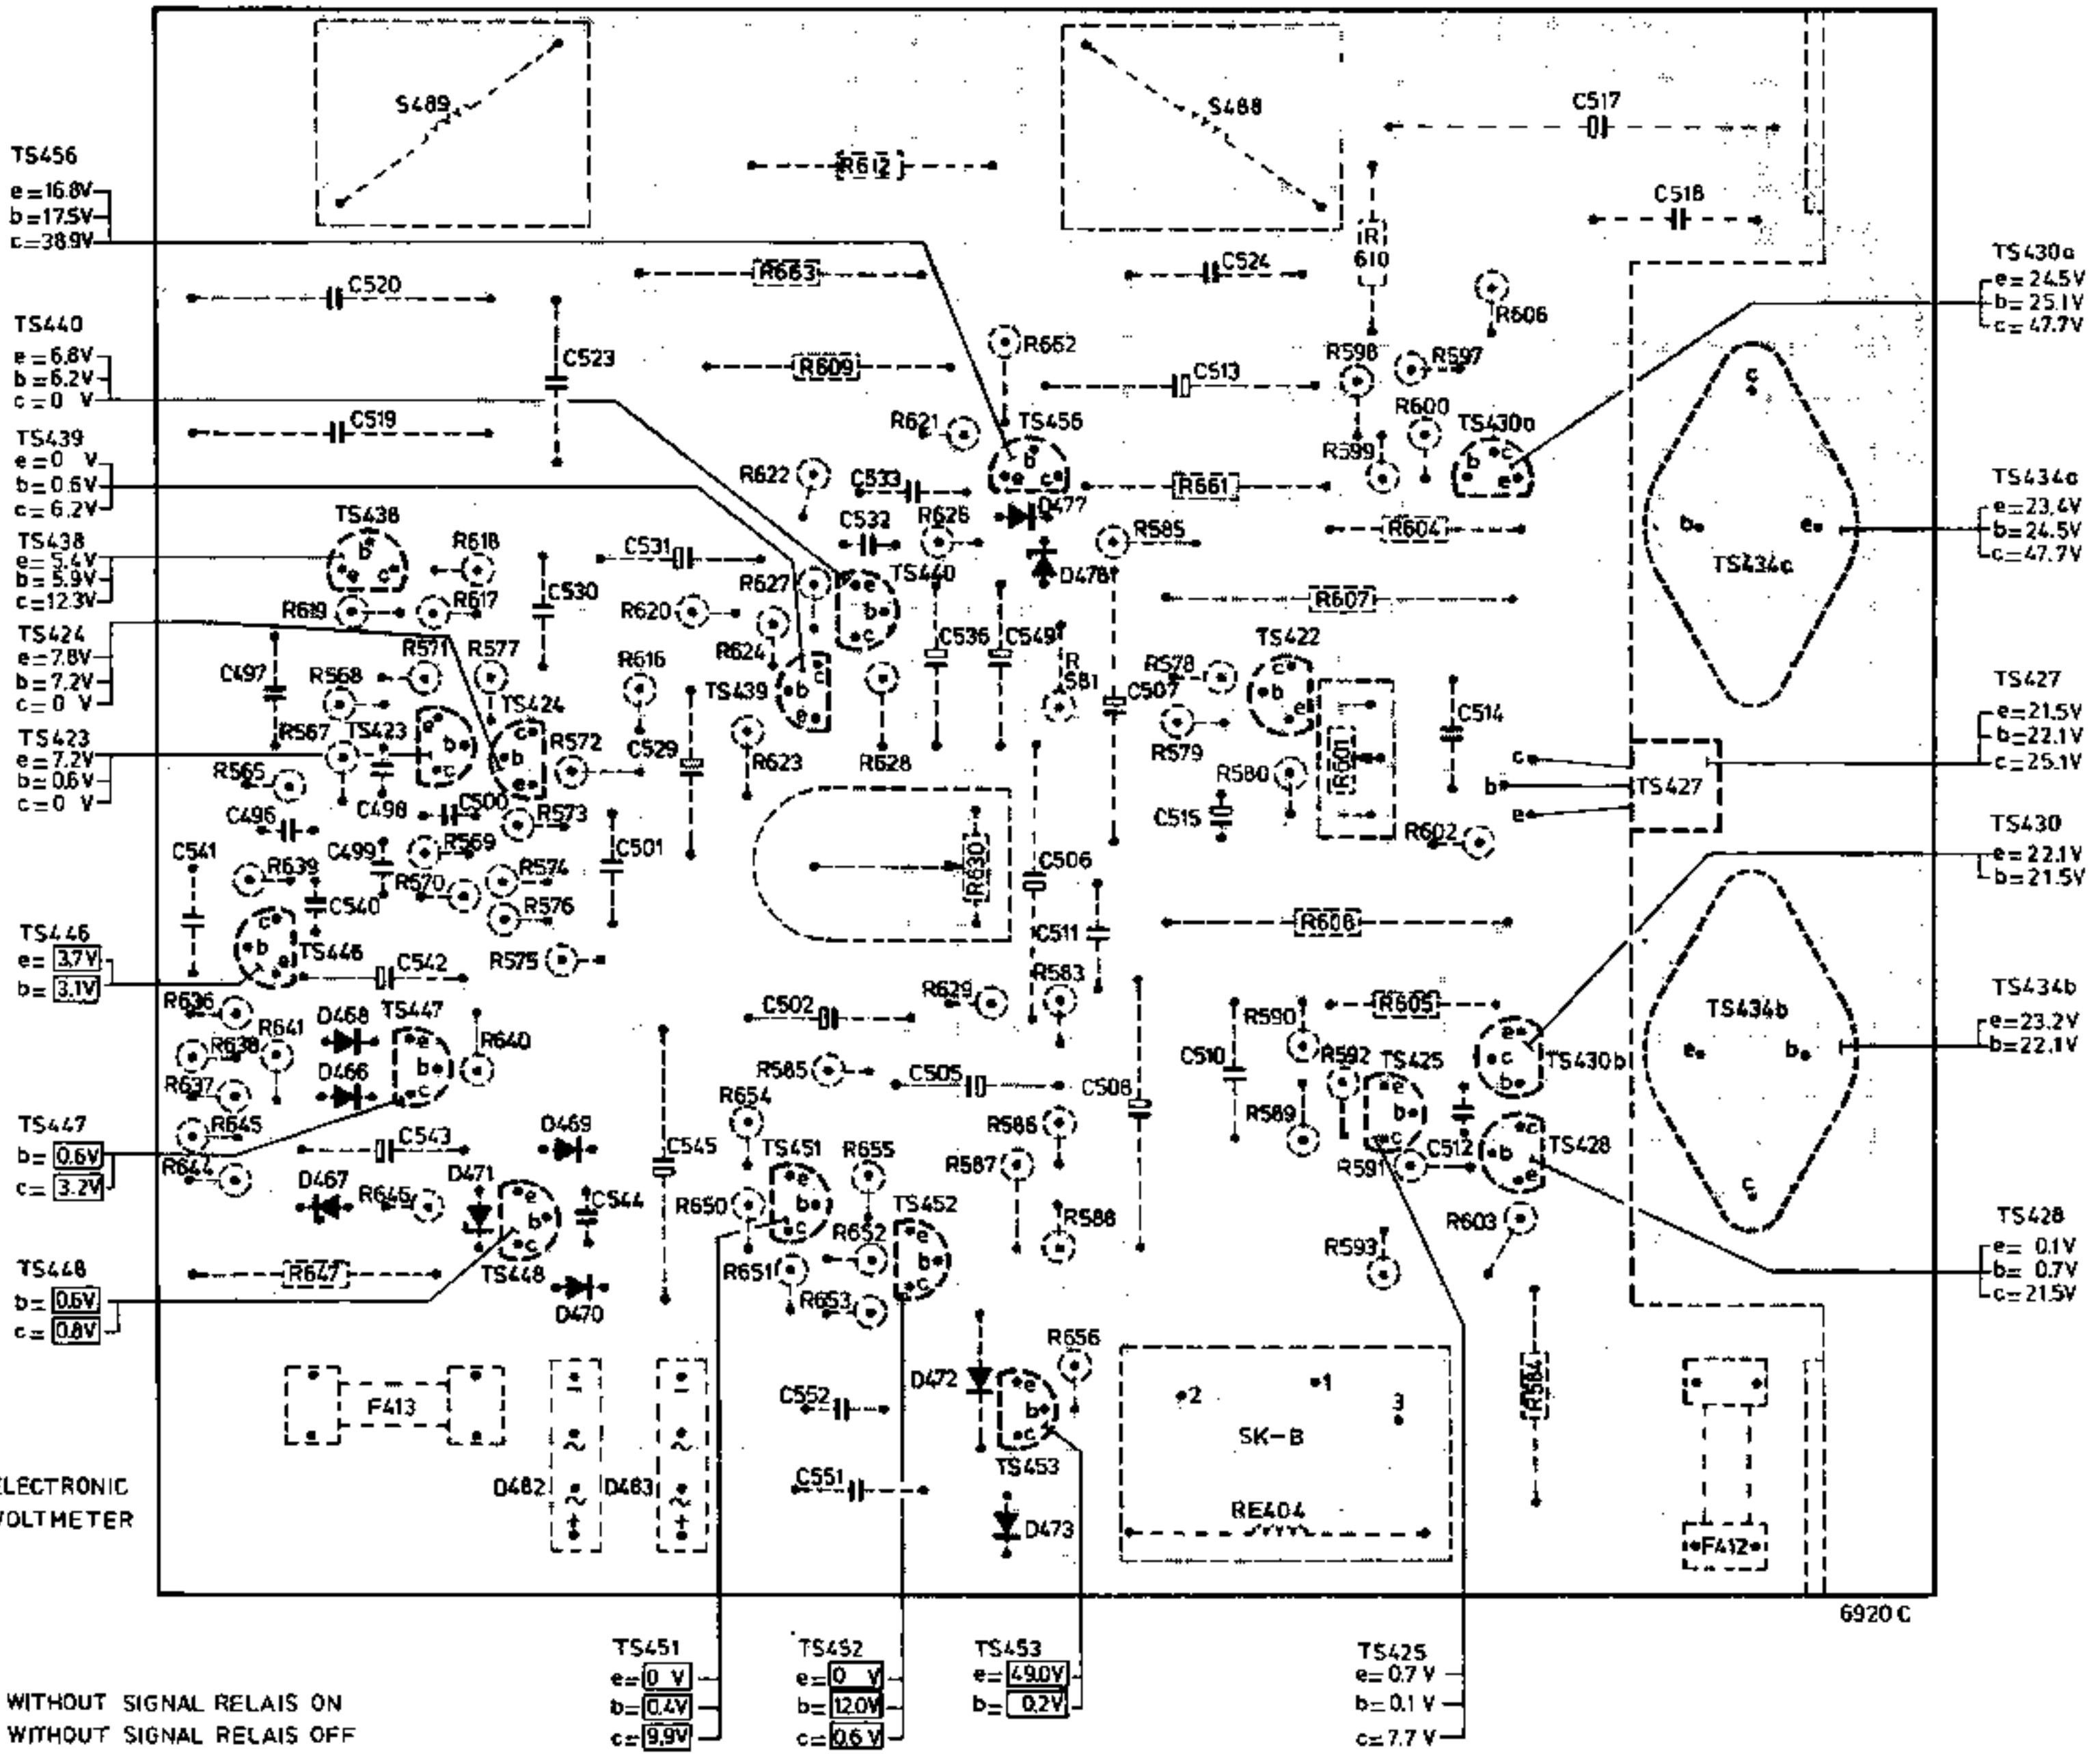 TS456
e=16.8V
b=17.5V
c=38.9V
TS440
e=6.8V
b=6.2V
c=0 V
TS439
e=0 V
b=0.6V
c=6.2V
TS438
e=5.4V
b=5.9V
c=12.3V
TS424
e=7.8V
b=7.2V
c=0 V
TS423
e=7.2V
b=0.6V
c=0 V
TS446
e=3.7V
b=3.1V
TS447
b=0.6V
c=3.2V
TS448
b=0.6V
c=0.8V
ELECTRONIC
VOLTMETER
S489
S488
C517
R612
C518
R
610
R663
C524
C520
R606
C523
R662
R609
C513
R598
R597
C519
R621
TS456
b
e
c
R600
TS430a
b
c
e
R599
R622
C533
R661
D477
TS438
b
e
c
R618
C531
C532
R626
R585
R604
D478
R627
TS440
e
b
c
R619
R617
C530
R620
R607
R624
C536
C549
TS422
c
b
e
C497
R568
R571
R577
R616
TS439
c
b
e
R
581
C507
R578
R567
TS423
e
b
c
TS424
c
b
e
R572
C529
R623
R628
R579
R601
C514
R565
C498
C500
R573
R580
C515
c
b
e
TS427
C496
R569
R602
C541
R639
C499
R574
C501
R630
C506
R570
C540
R576
R608
TS446
c
b
e
C542
R575
C511
R583
R636
D468
TS447
e
b
c
C502
R629
R605
R641
R640
R590
TS430b
e
c
b
R638
D466
R585
C505
C508
C510
R592
TS425
e
b
c
R637
R654
R645
D469
R586
R589
C512
TS428
c
b
e
C543
C545
TS451
e
b
c
R655
R587
R591
R644
D467
R646
D471
C544
R650
TS452
e
b
c
R588
R603
e
b
c
TS448
R652
R593
R647
R651
D470
R653
R656
D472
e
b
c
TS453
R584
F413
C552
2
1
3
SK-B
D482
D483
C551
RE404
D473
F412
c
b
e
TS434a
TS434b
e
b
c
TS430a
e=24.5V
b=25.1V
c=47.7V
TS434a
e=23.4V
b=24.5V
c=47.7V
TS427
e=21.5V
b=22.1V
c=25.1V
TS430
e=22.1V
b=21.5V
TS434b
e=23.2V
b=22.1V
TS428
e=0.1V
b=0.7V
c=21.5V
6920 C
TS451
e=0 V
b=0.4V
c=9.9V
TS452
e=0 V
b=12.0V
c=0.6 V
TS453
e=49.0V
b=0.2V
TS425
e=0.7 V
b=0.1 V
c=7.7 V
WITHOUT SIGNAL RELAIS ON
WITHOUT SIGNAL RELAIS OFF